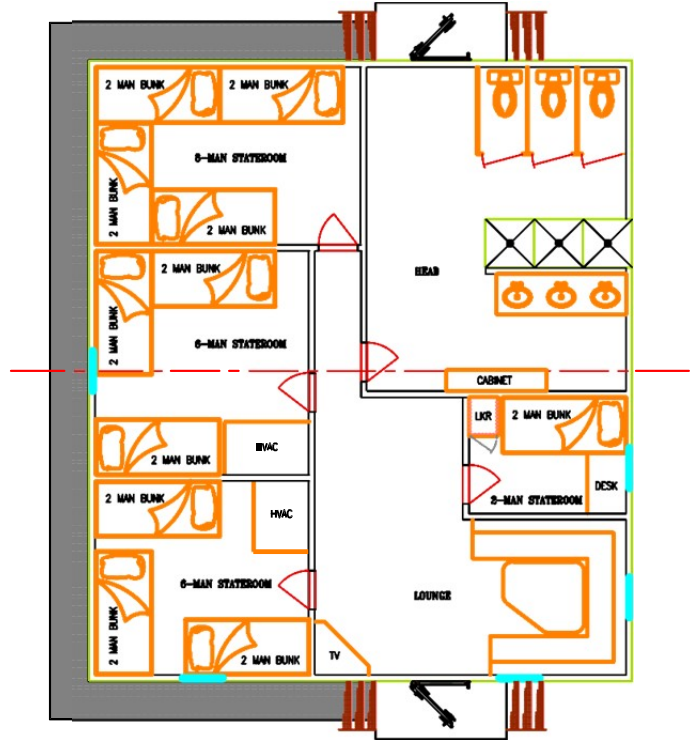 2 MAN BUNK
2 MAN BUNK
8-MAN STATEROOM
2 MAN BUNK
2 MAN BUNK
HEAD
2 MAN BUNK
2 MAN BUNK
6-MAN STATEROOM
CABINET
LKR
2 MAN BUNK
2 MAN BUNK
HVAC
DESK
2-MAN STATEROOM
2 MAN BUNK
HVAC
6-MAN STATEROOM
LOUNGE
2 MAN BUNK
2 MAN BUNK
TV